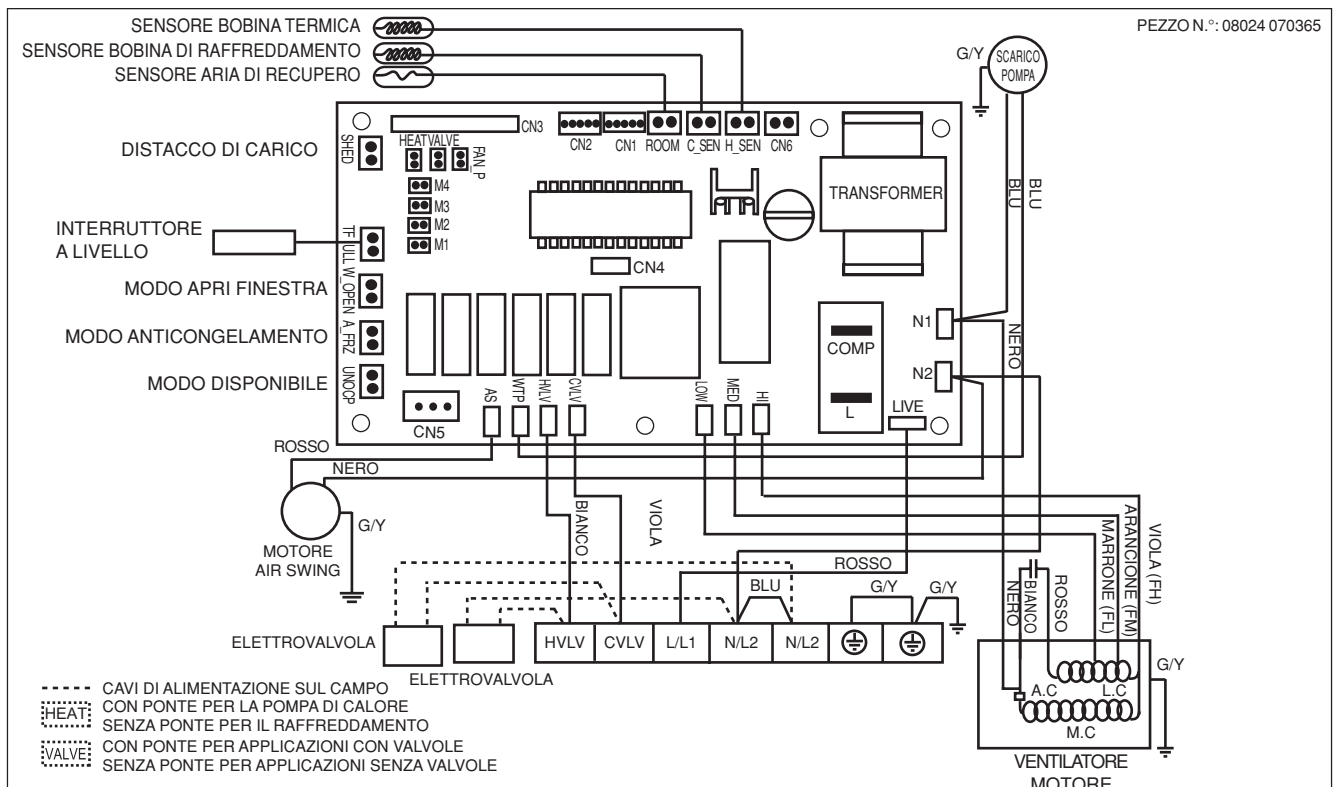 SENSORE BOBINA TERMICA
SENSORE BOBINA DI RAFFREDDAMENTO
SENSORE ARIA DI RECUPERO
PEZZO N.°: 08024 070365
G/Y
SCARICO
POMPA
BLU
BLU
DISTACCO DI CARICO
SHED
HEAT
VALVE
FAN_P
CN3
CN2
CN1
ROOM
C_SEN
H_SEN
CN6
M4
M3
M2
M1
TRANSFORMER
INTERRUTTORE
A LIVELLO
TF_ULL
MODO APRI FINESTRA
W_OPEN
MODO ANTICONGELAMENTO
A_FRZ
MODO DISPONIBILE
UNOCP
CN4
CN5
AS
WTP
HVLV
CVLV
LOW
MED
HI
COMP
L
LIVE
N1
N2
NERO
ROSSO
NERO
G/Y
MOTORE
AIR SWING
BIANCO
VIOLA
ROSSO
BLU
G/Y
G/Y
ELETTROVALVOLA
ELETTROVALVOLA
HVLV
CVLV
L/L1
N/L2
N/L2
NERO
BIANCO
ROSSO
MARRONE (FL)
ARANCIONE (FM)
VIOLA (FH)
G/Y
A.C
L.C
M.C
VENTILATORE
MOTORE
CAVI DI ALIMENTAZIONE SUL CAMPO
HEAT
CON PONTE PER LA POMPA DI CALORE
SENZA PONTE PER IL RAFFREDDAMENTO
VALVE
CON PONTE PER APPLICAZIONI CON VALVOLE
SENZA PONTE PER APPLICAZIONI SENZA VALVOLE